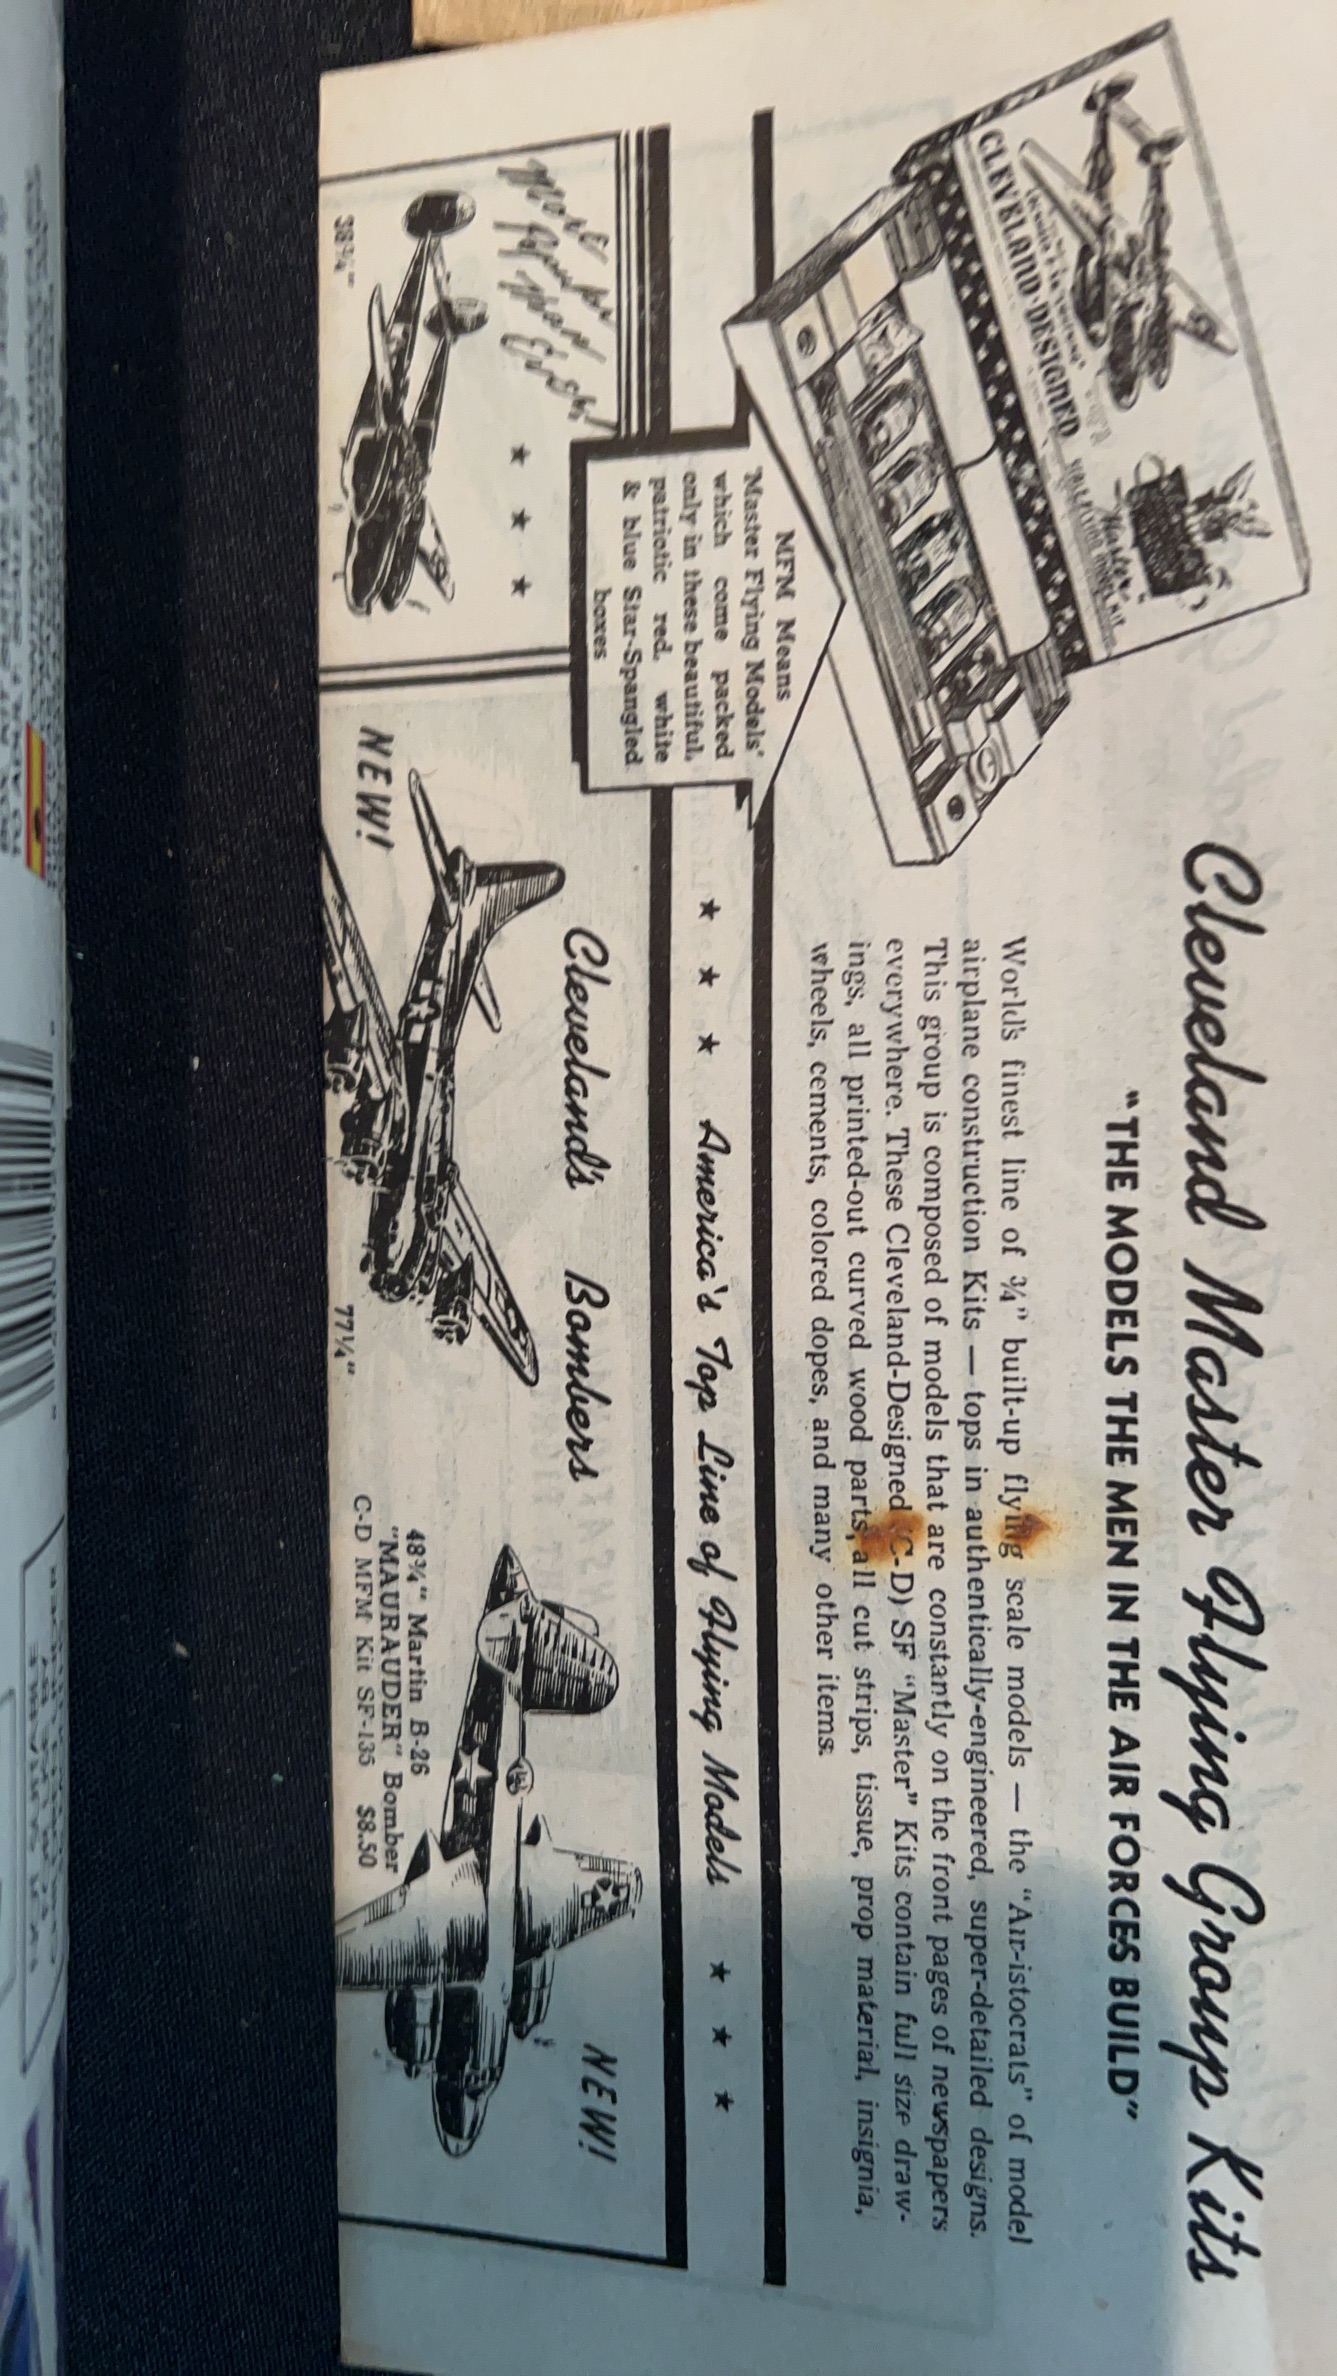 Cleveland Master Flying Group Kits
"THE MODELS THE MEN IN THE AIR FORCES BUILD"
World's finest line of ¾" built-up flying scale models — the "Air-istocrats" of model
airplane construction Kits — tops in authentically-engineered, super-detailed designs.
This group is composed of models that are constantly on the front pages of newspapers
everywhere. These Cleveland-Designed (C-D) SF "Master" Kits contain full size draw-
ings, all printed-out curved wood parts, all cut strips, tissue, prop material, insignia,
wheels, cements, colored dopes, and many other items.
CLEVELAND-DESIGNED
"Master"
MFM Means
'Master Flying Models'
which come packed
only in these beautiful,
patriotic red, white
& blue Star-Spangled
boxes
★ ★ ★ America's Top Line of Flying Models ★ ★ ★
More Popular than Ever!
★ ★ ★
38¾"
Cleveland's Bombers
NEW!
77¼"
NEW!
48¾" Martin B-26
"MAURAUDER" Bomber
C-D MFM Kit SF-135 $8.50